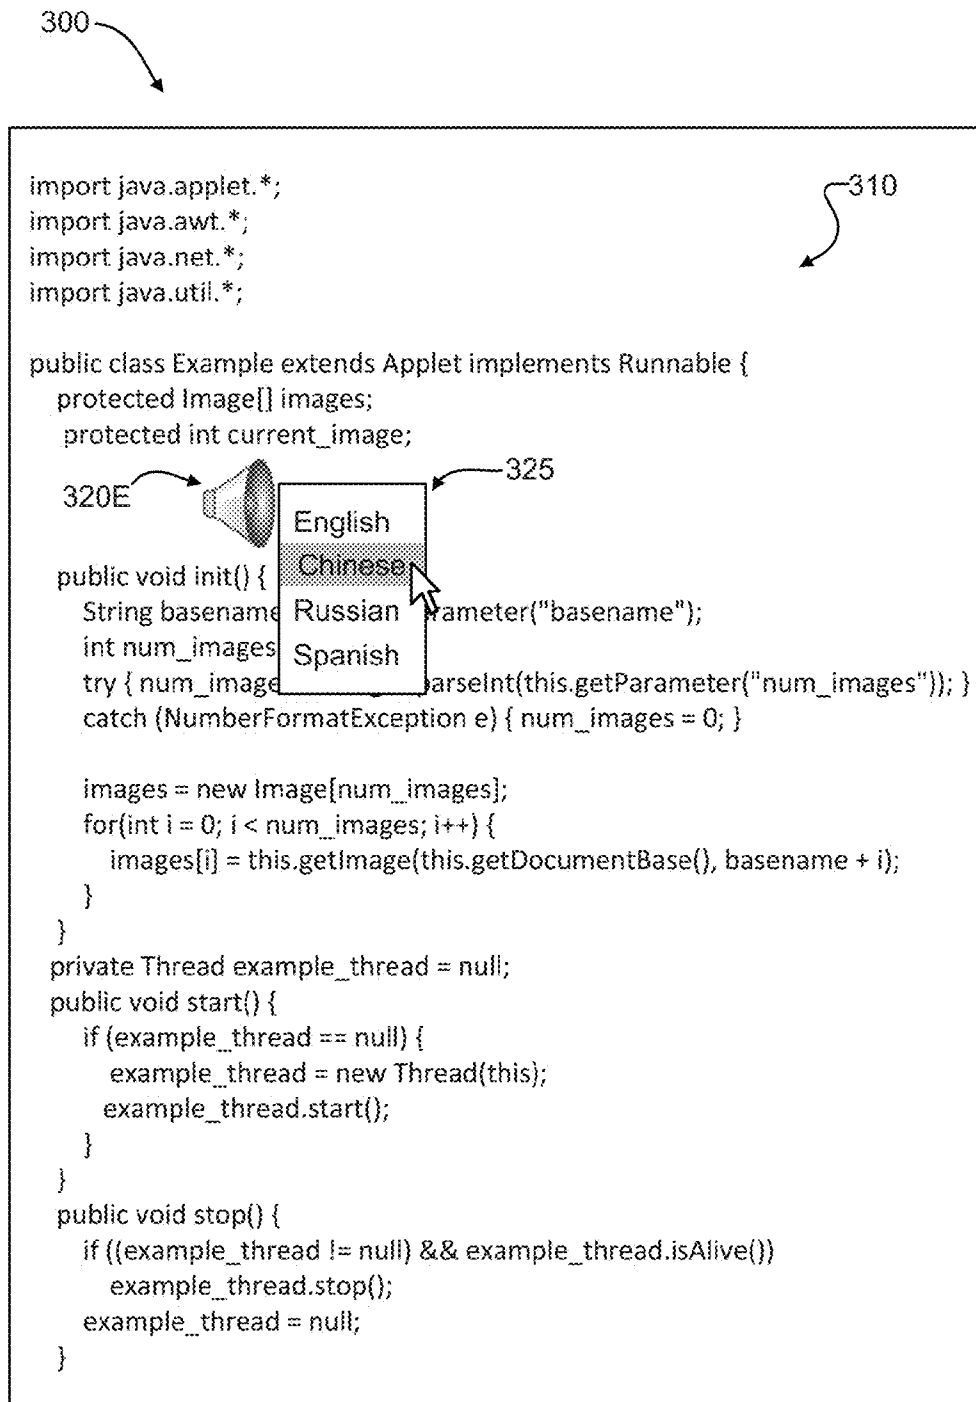 300
310
import java.applet.*;
import java.awt.*;
import java.net.*;
import java.util.*;
public class Example extends Applet implements Runnable {
protected Image[] images;
protected int current_image;
320E
325
English
Chinese
public void init() {
String basename
Russian
rameter("basename");
int num_images
Spanish
try { num_image
parseInt(this.getParameter("num_images")); }
catch (NumberFormatException e) { num_images = 0; }
images = new Image[num_images];
for(int i = 0; i < num_images; i++) {
images[i] = this.getImage(this.getDocumentBase(), basename + i);
}
}
private Thread example_thread = null;
public void start() {
if (example_thread == null) {
example_thread = new Thread(this);
example_thread.start();
}
}
public void stop() {
if ((example_thread != null) && example_thread.isAlive())
example_thread.stop();
example_thread = null;
}